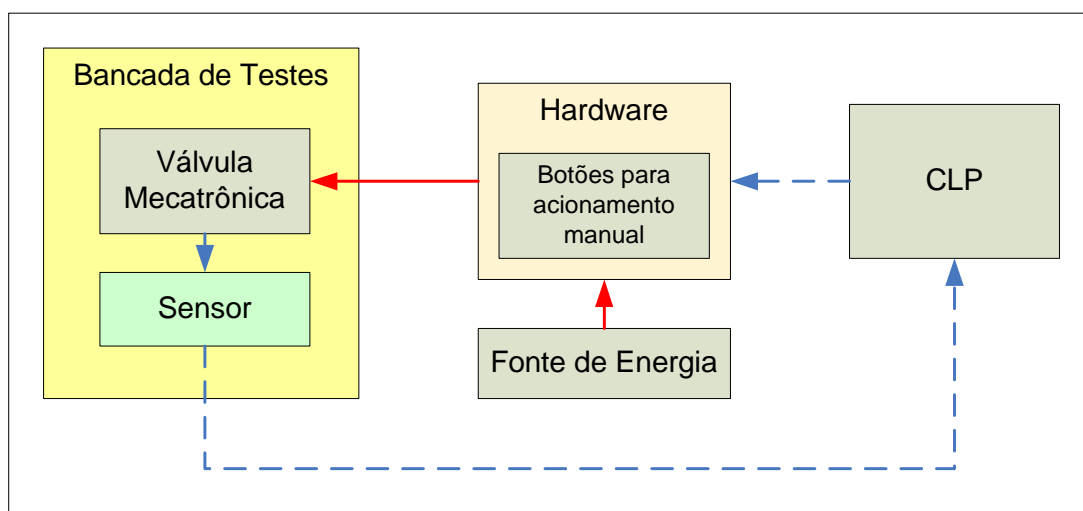 Bancada de Testes
Válvula
Mecatrônica
Sensor
Hardware
Botões para
acionamento
manual
Fonte de Energia
CLP